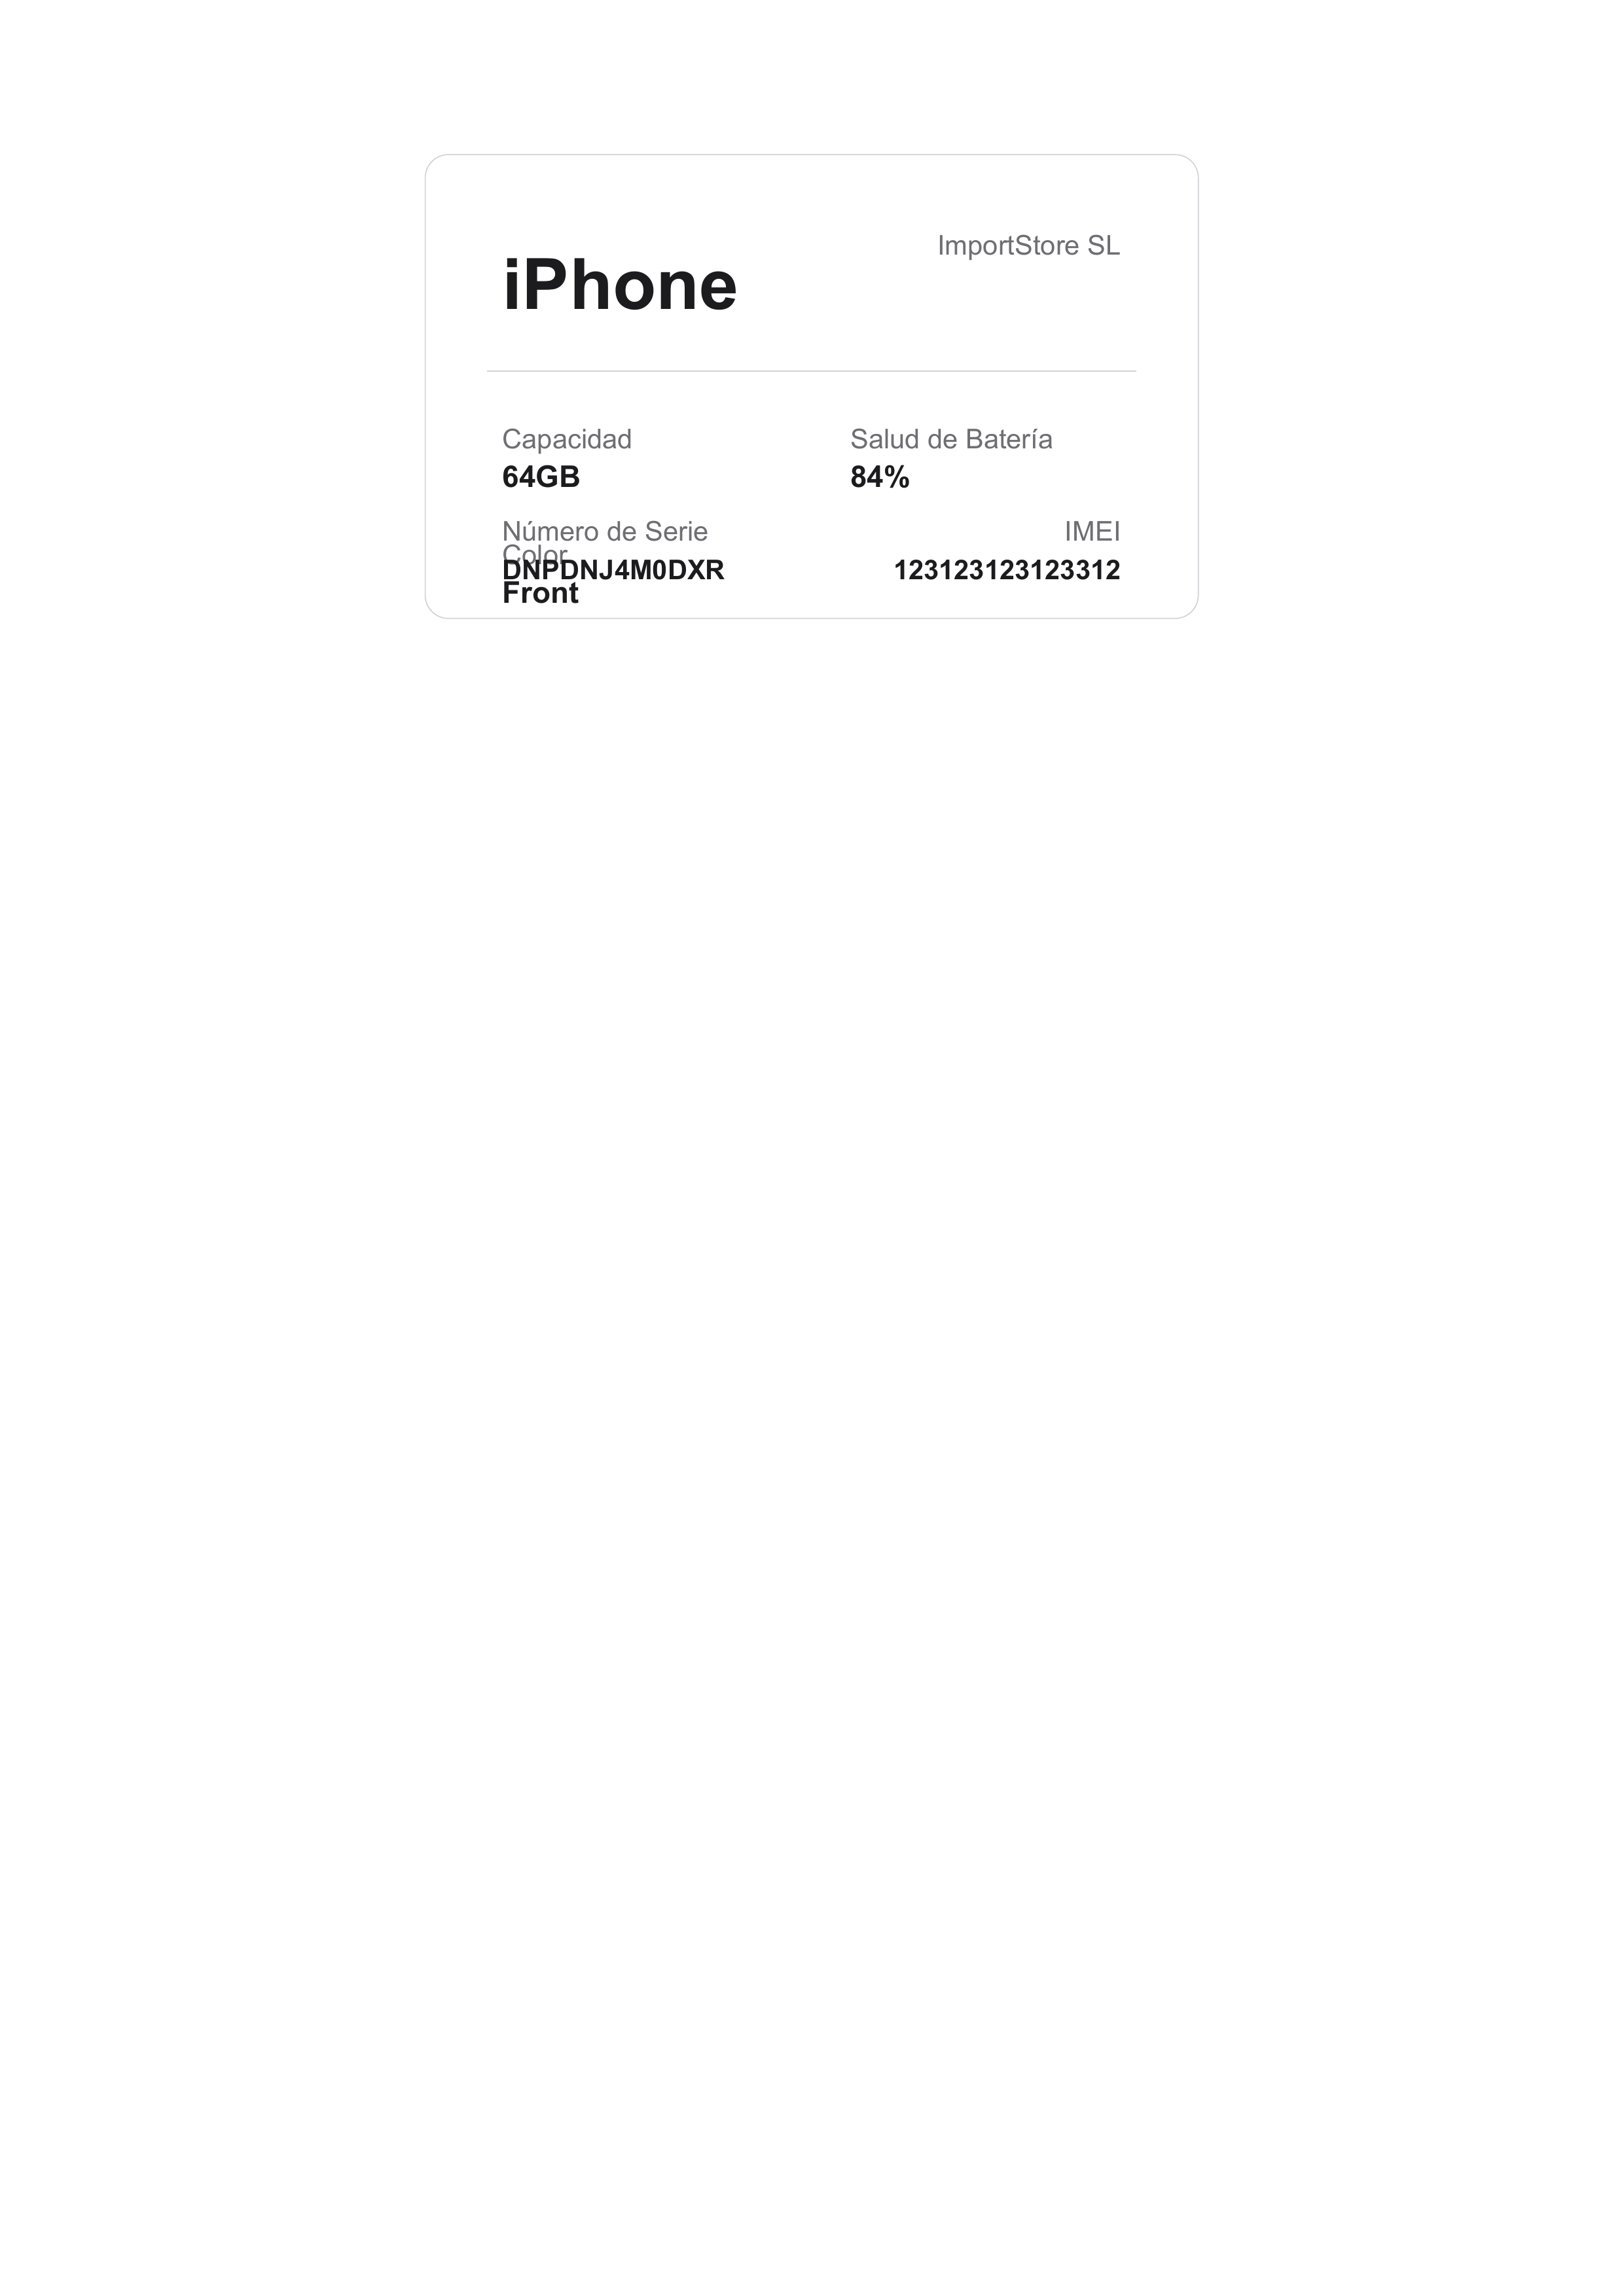 ImportStore SL
iPhone
Capacidad
Salud de Batería
64GB
84%
Número de Serie
IMEI
Color
DNPDNJ4M0DXR
123123123123312
Front